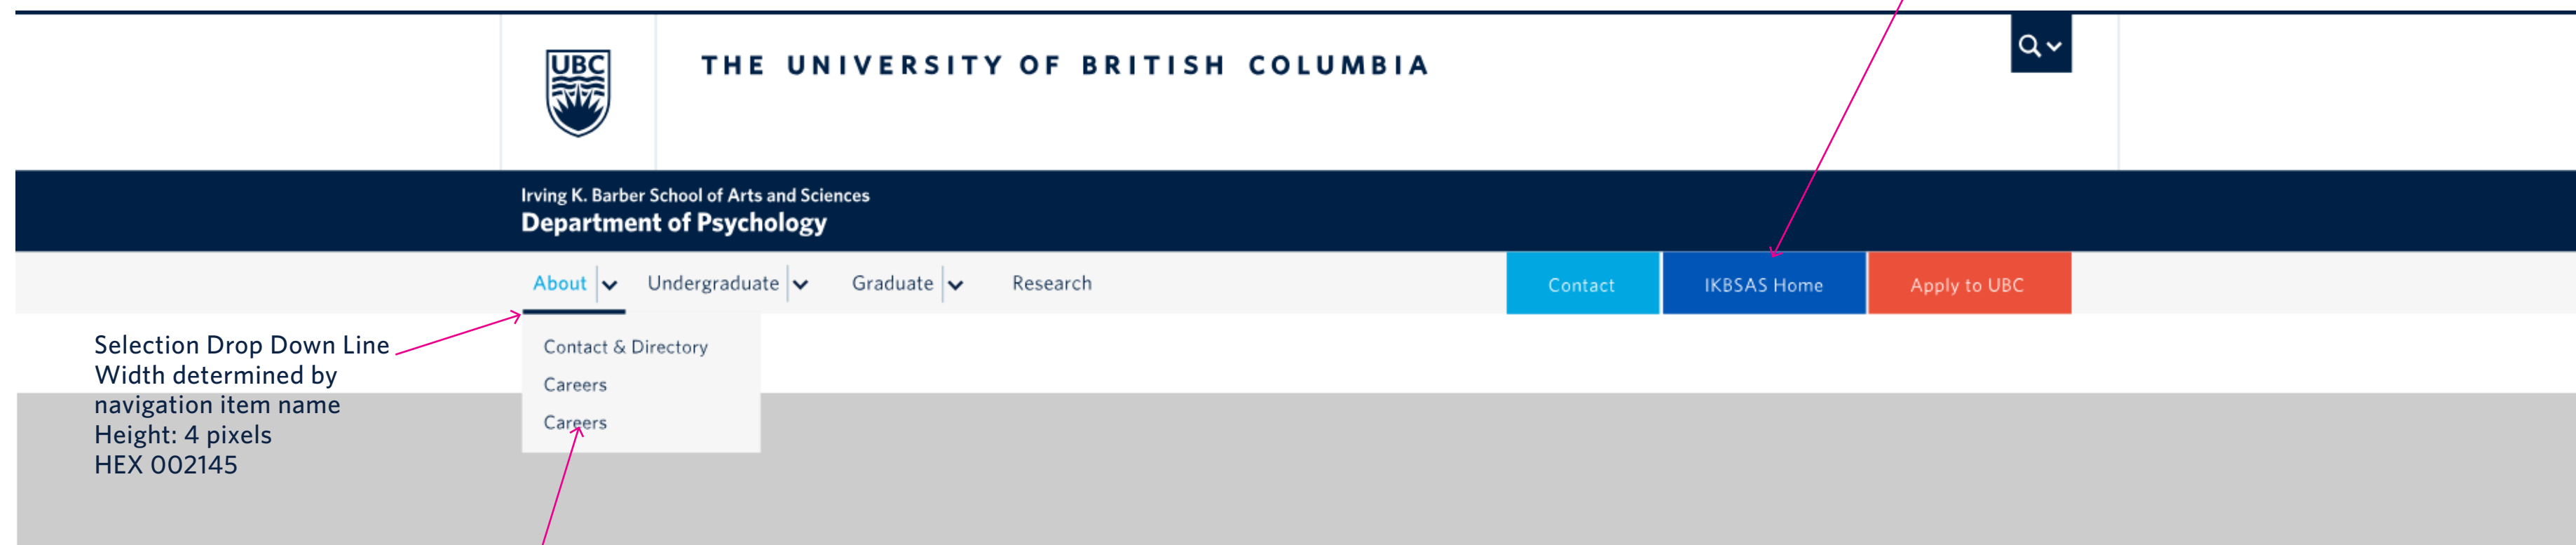 UBC
THE UNIVERSITY OF BRITISH COLUMBIA
Irving K. Barber School of Arts and Sciences
Department of Psychology
About Undergraduate Graduate Research Contact IKBSAS Home Apply to UBC
Selection Drop Down Line
Width determined by
navigation item name
Height: 4 pixels
HEX 002145
Contact & Directory
Careers
Careers